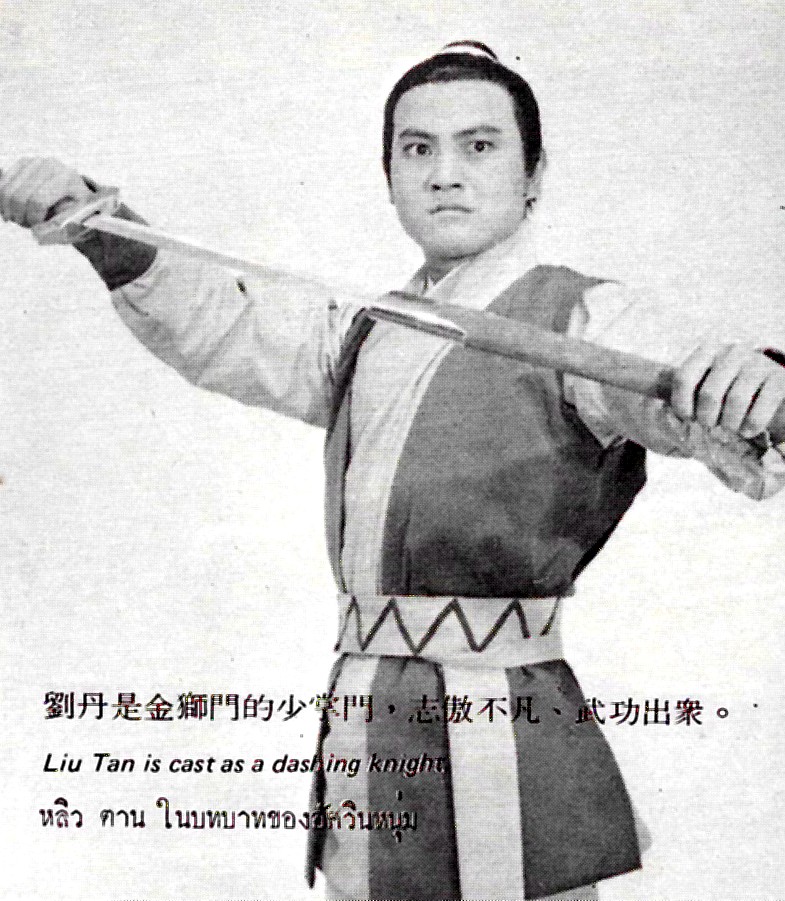 劉丹是金獅門的少掌門，志傲不凡、武功出衆。
Liu Tan is cast as a dashing knight.
หลิว ตาน ในบทบาทของอัศวินหนุ่ม